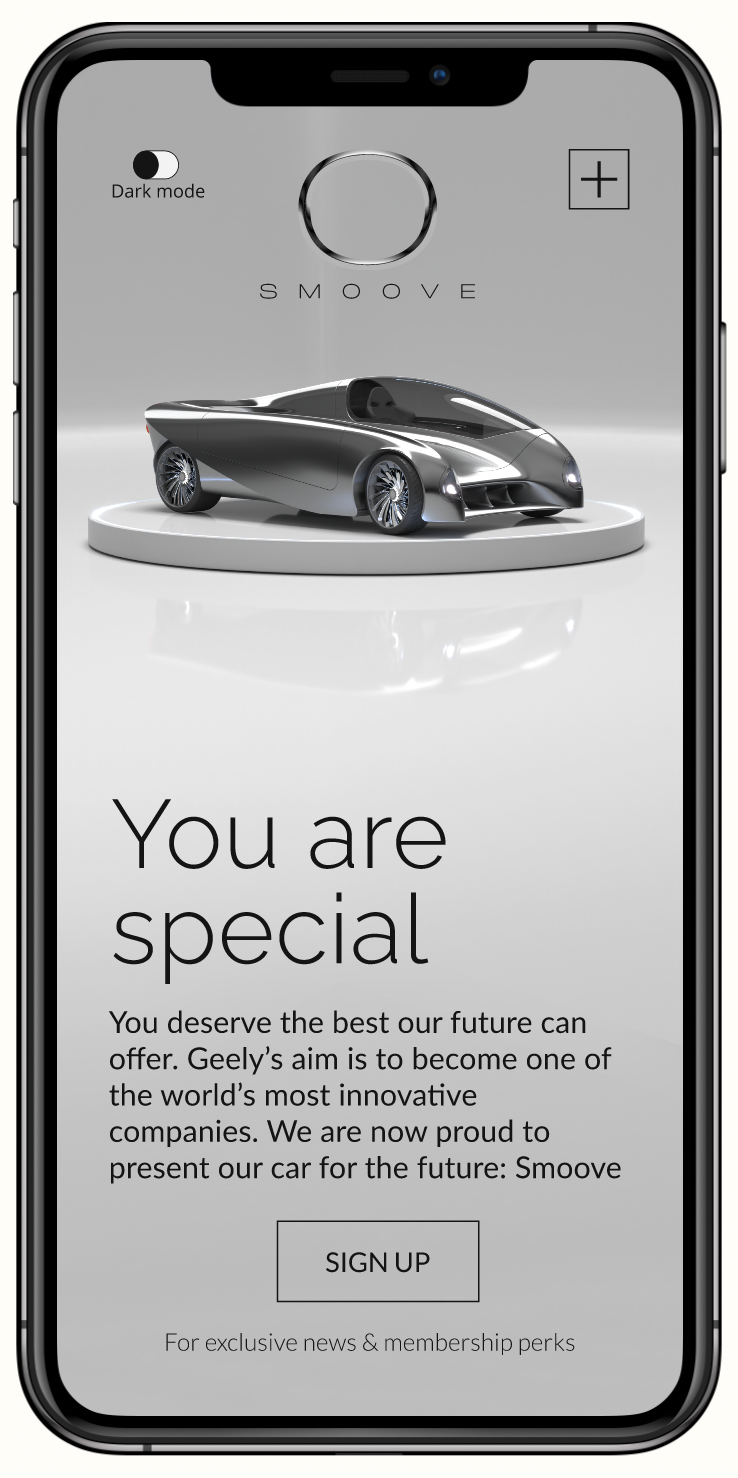 Dark mode
SMOOVE
You are
special
You deserve the best our future can
offer. Geely’s aim is to become one of
the world’s most innovative
companies. We are now proud to
present our car for the future: Smoove
SIGN UP
For exclusive news & membership perks